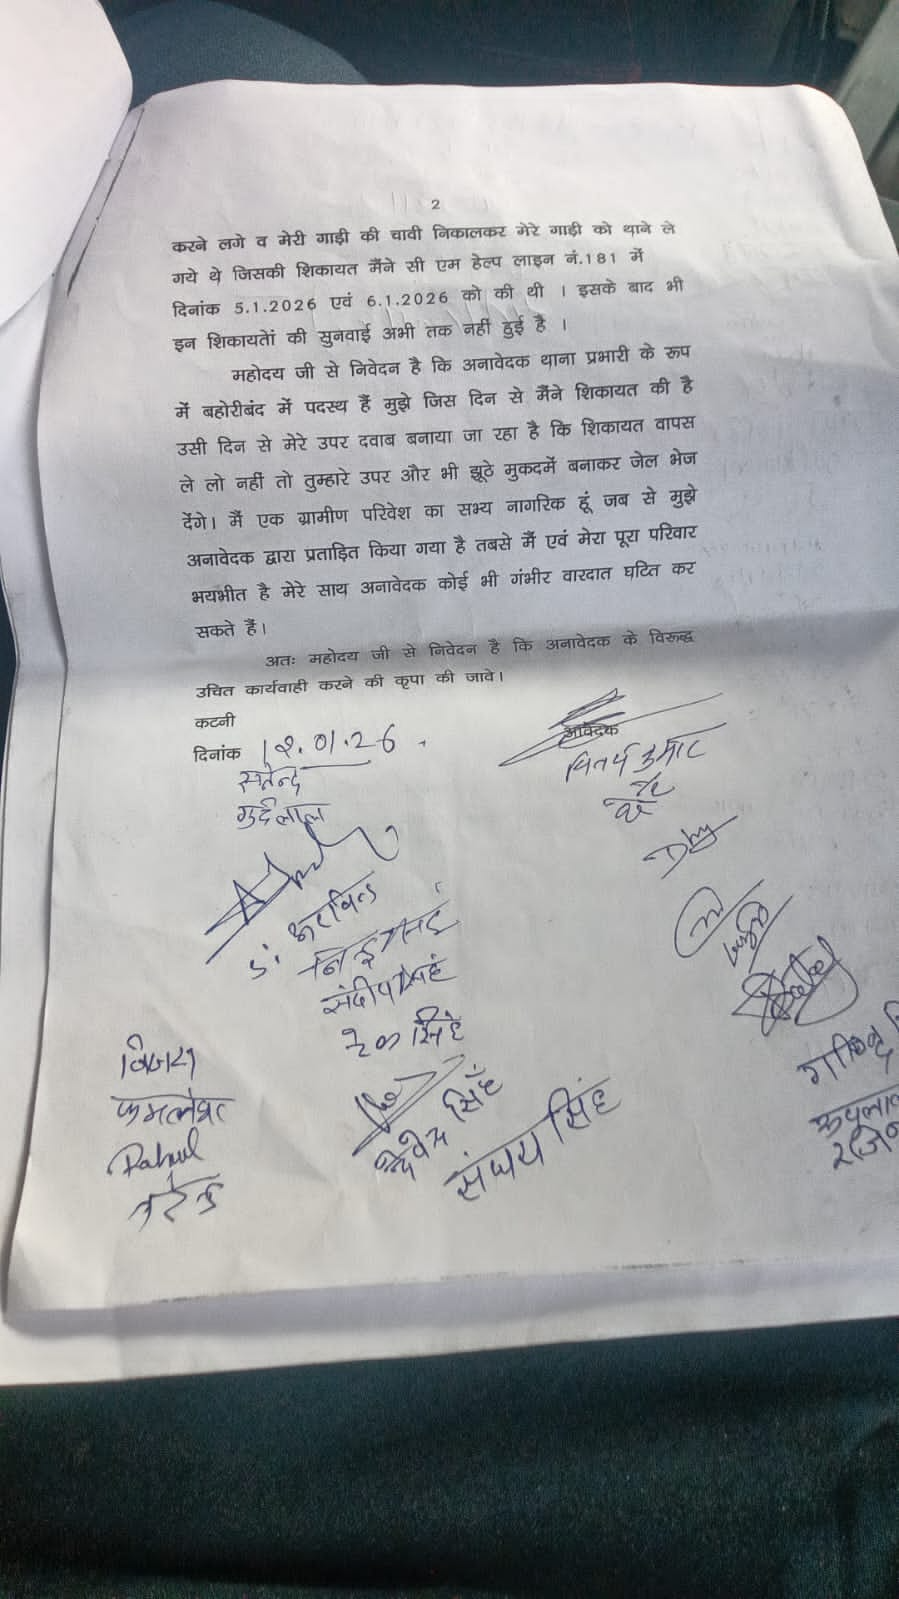 2
करने लगे व मेरी गाड़ी की चावी निकालकर मेरे गाड़ी को थाने ले
गये थे जिसकी शिकायत मैंने सी एम हेल्प लाइन नं.181 में
दिनांक 5.1.2026 एवं 6.1.2026 को की थी । इसके बाद भी
इन शिकायतों की सुनवाई अभी तक नहीं हुई है ।
महोदय जी से निवेदन है कि अनावेदक थाना प्रभारी के रूप
में बहोरीबंद में पदस्थ हैं मुझे जिस दिन से मैंने शिकायत की है
उसी दिन से मेरे उपर दवाब बनाया जा रहा है कि शिकायत वापस
ले लो नहीं तो तुम्हारे उपर और भी झूठे मुकदमें बनाकर जेल भेज
देंगे। मैं एक ग्रामीण परिवेश का सभ्य नागरिक हूं जब से मुझे
अनावेदक द्वारा प्रताड़ित किया गया है तबसे मैं एवं मेरा पूरा परिवार
भयभीत है मेरे साथ अनावेदक कोई भी गंभीर वारदात घटित कर
सकते हैं।
अतः महोदय जी से निवेदन है कि अनावेदक के विरूद्ध
उचित कार्यवाही करने की कृपा की जावे।
कटनी
आवेदक
दिनांक 12.01.26
कुमार
अरविन्द
संदीप सिंह
सिंह
विजय
कमलेश
सिंह
संजय सिंह
Rahul
नरेन्द्र